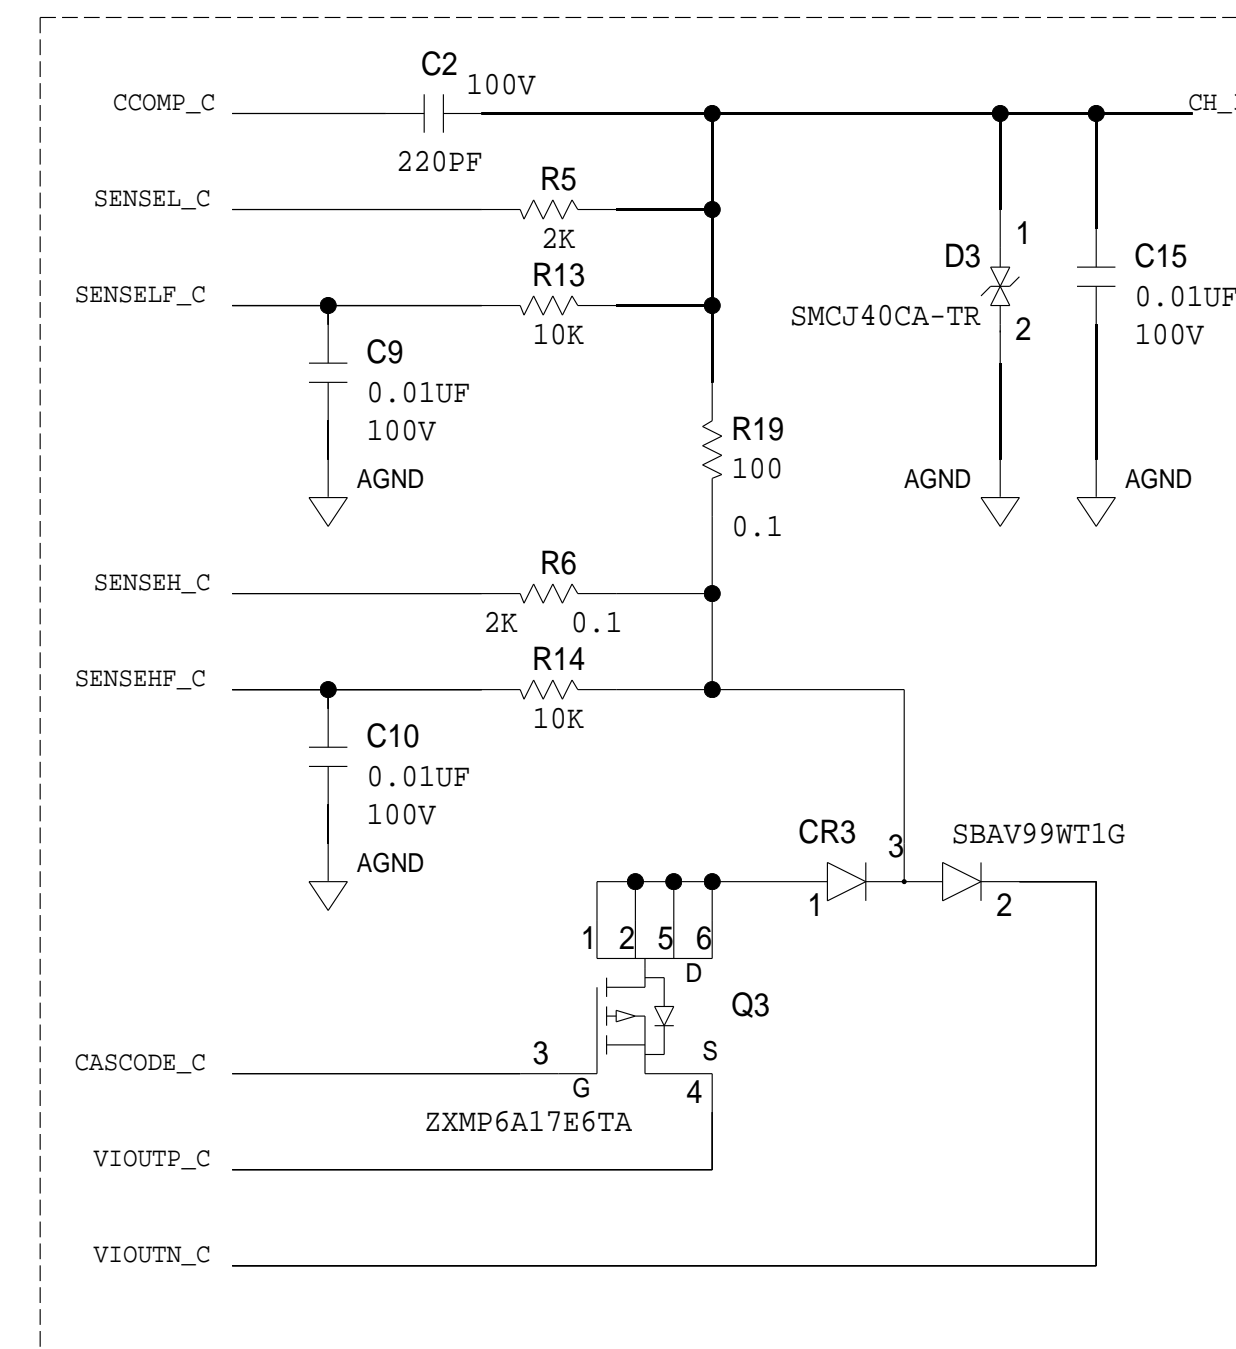 C2
100V
CCOMP_C
CH_
220PF
R5
SENSEL_C
2K
R13
SENSELF_C
10K
1
D3
SMCJ40CA-TR
2
C15
0.01UF
100V
C9
0.01UF
100V
AGND
R19
100
0.1
AGND
AGND
R6
SENSEH_C
2K
0.1
R14
SENSEHF_C
10K
C10
0.01UF
100V
AGND
CR3
3
SBAV99WT1G
1
2
1
2
5
6
D
Q3
3
S
CASCODE_C
G
4
ZXMP6A17E6TA
VIOUTP_C
VIOUTN_C